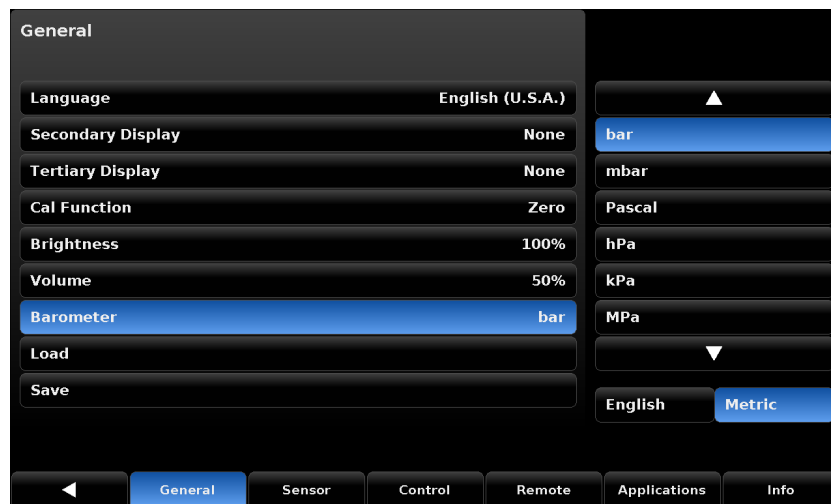 General
Language English (U.S.A.)
Secondary Display None
Tertiary Display None
Cal Function Zero
Brightness 100%
Volume 50%
Barometer bar
Load
Save
bar
mbar
Pascal
hPa
kPa
MPa
English Metric
General Sensor Control Remote Applications Info